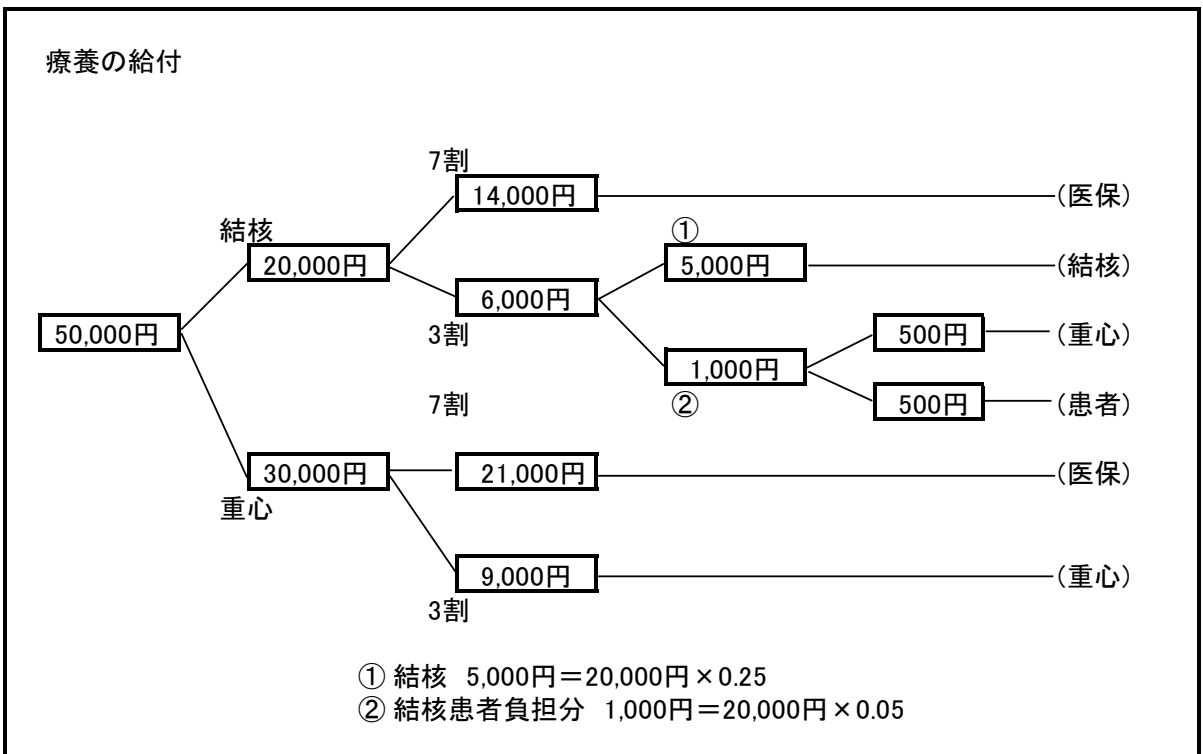 療養の給付
7割
14,000円
(医保)
結核
①
20,000円
5,000円
(結核)
6,000円
50,000円
3割
500円
(重心)
1,000円
7割
②
500円
(患者)
30,000円
21,000円
(医保)
重心
9,000円
(重心)
3割
① 結核 5,000円=20,000円×0.25
② 結核患者負担分 1,000円=20,000円×0.05